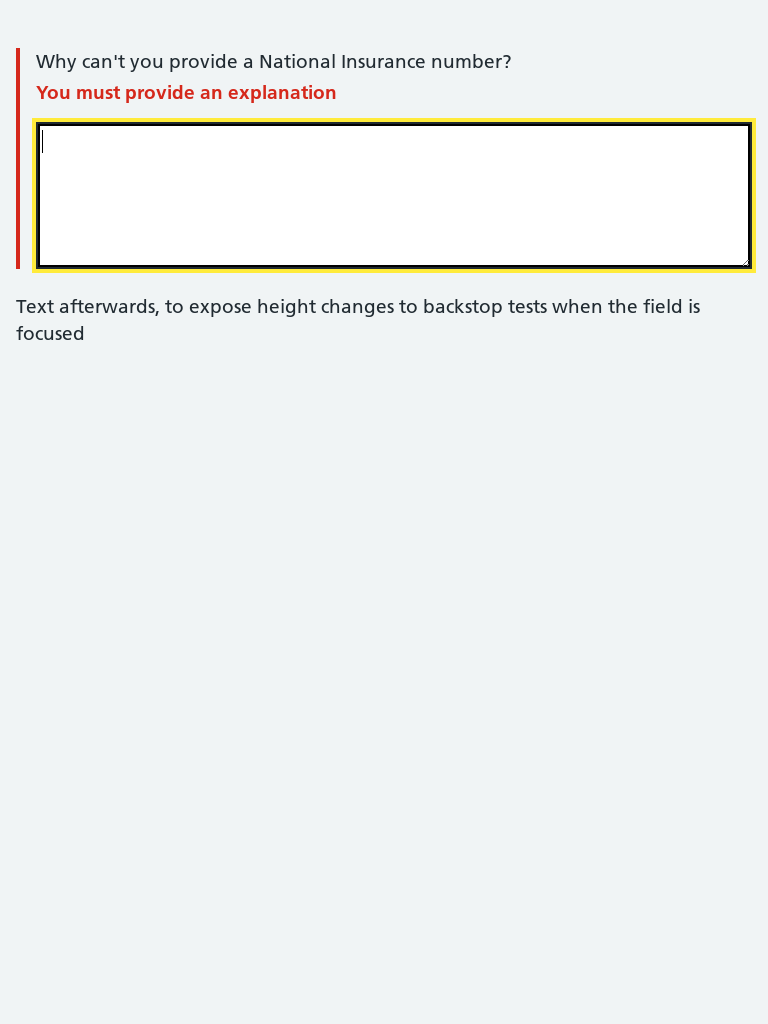 Why can't you provide a National Insurance number?
You must provide an explanation
Text afterwards, to expose height changes to backstop tests when the field is
focused